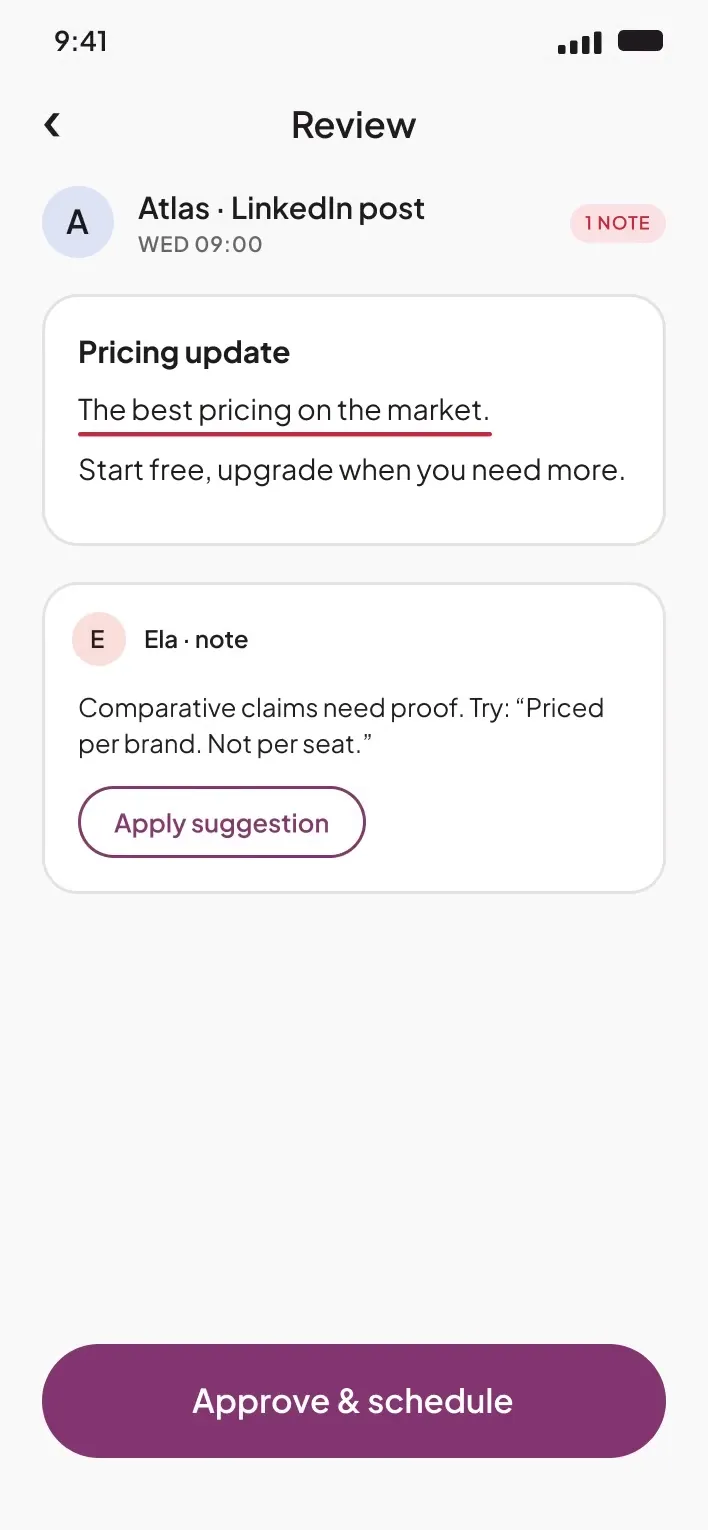 9:41
Review
A
Atlas · LinkedIn post
WED 09:00
1 NOTE
Pricing update
The best pricing on the market.
Start free, upgrade when you need more.
E
Ela · note
Comparative claims need proof. Try: “Priced
per brand. Not per seat.”
Apply suggestion
Approve & schedule